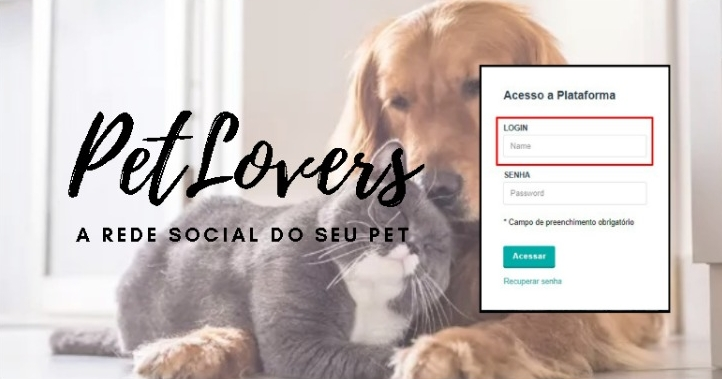 PetLovers
A REDE SOCIAL DO SEU PET
Acesso a Plataforma
LOGIN
Name
SENHA
Password
* Campo de preenchimento obrigatório
Acessar
Recuperar senha